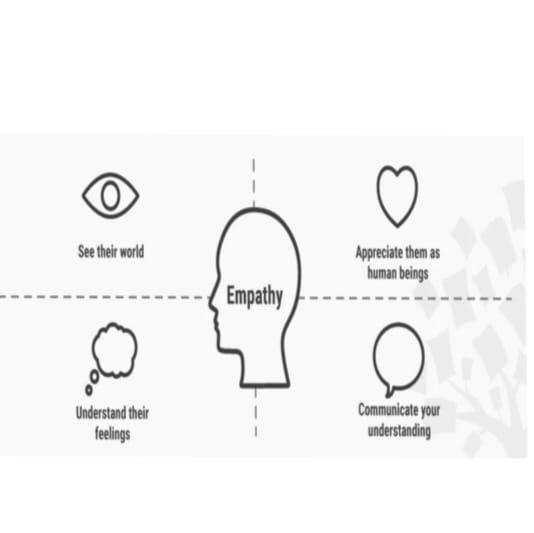 See their world
Appreciate them as
human beings
Empathy
Understand their
feelings
Communicate your
understanding